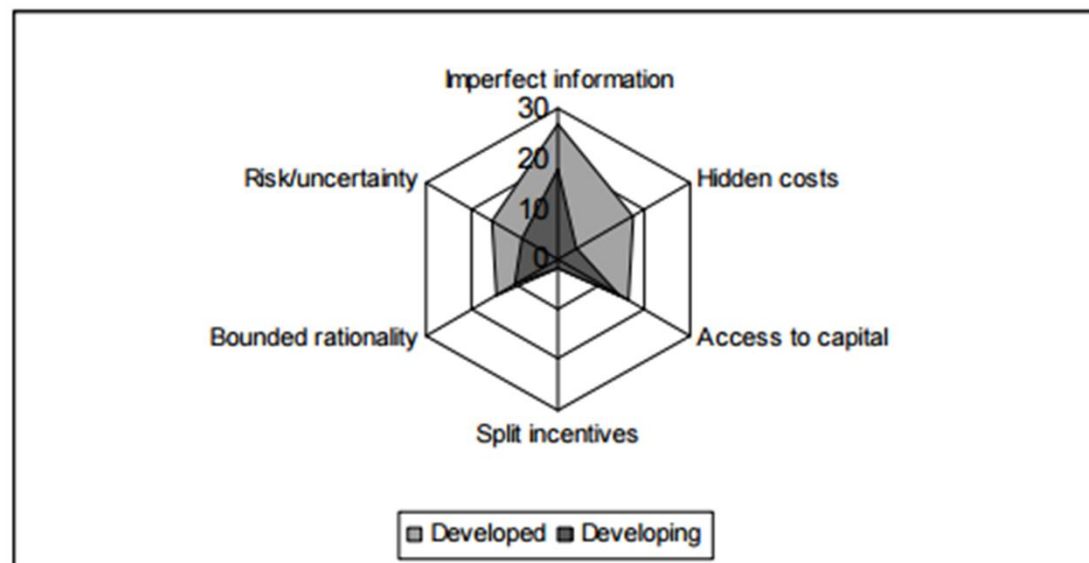 Imperfect information
30
Risk/uncertainty
20
Hidden costs
10
0
Bounded rationality
Access to capital
Split incentives
Developed Developing